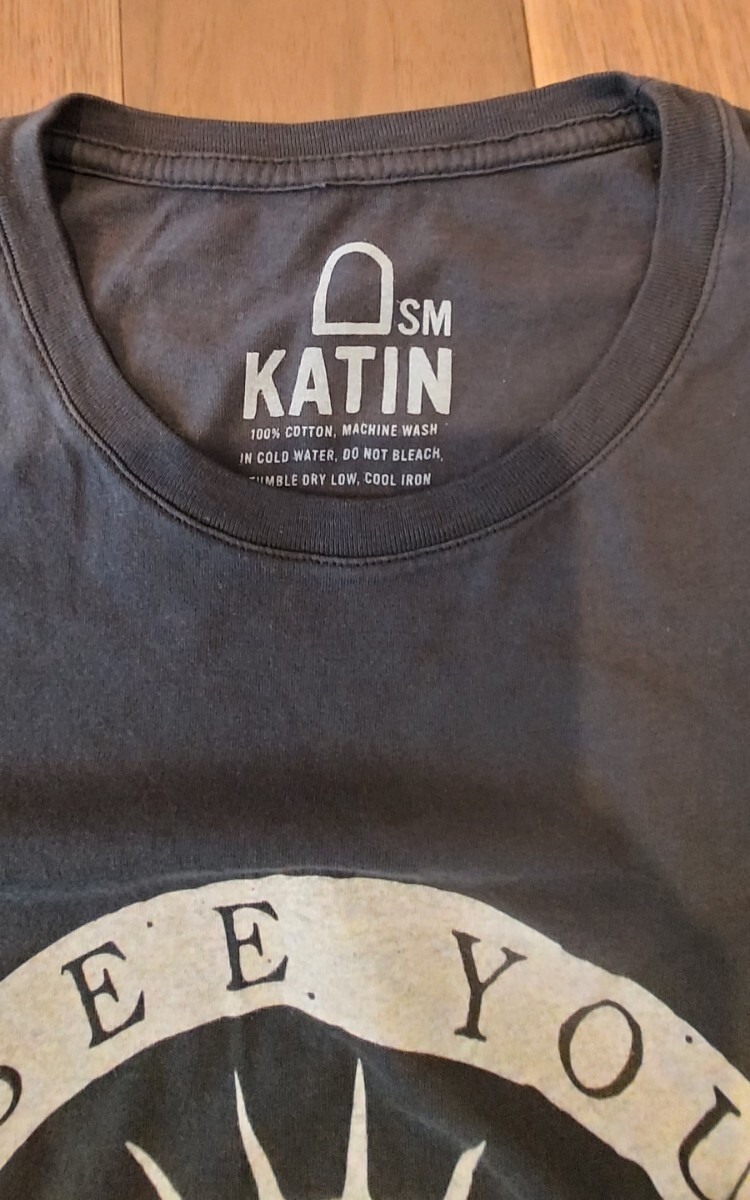 SM
KATIN
100% COTTON, MACHINE WASH
IN COLD WATER, DO NOT BLEACH,
TUMBLE DRY LOW, COOL IRON
SEE YOU